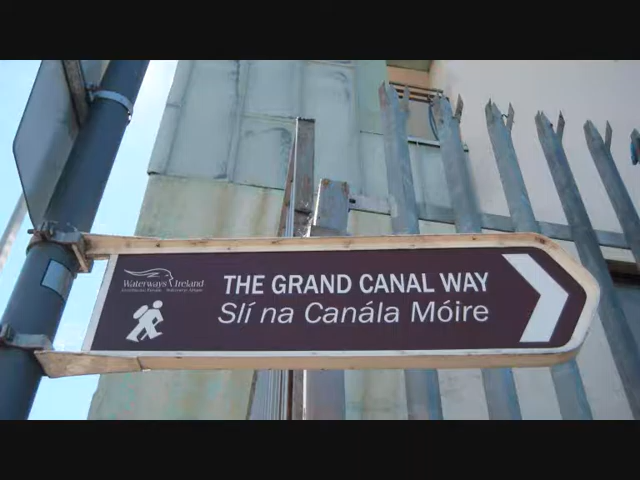 Waterways Ireland
THE GRAND CANAL WAY
Slí na Canála Móire